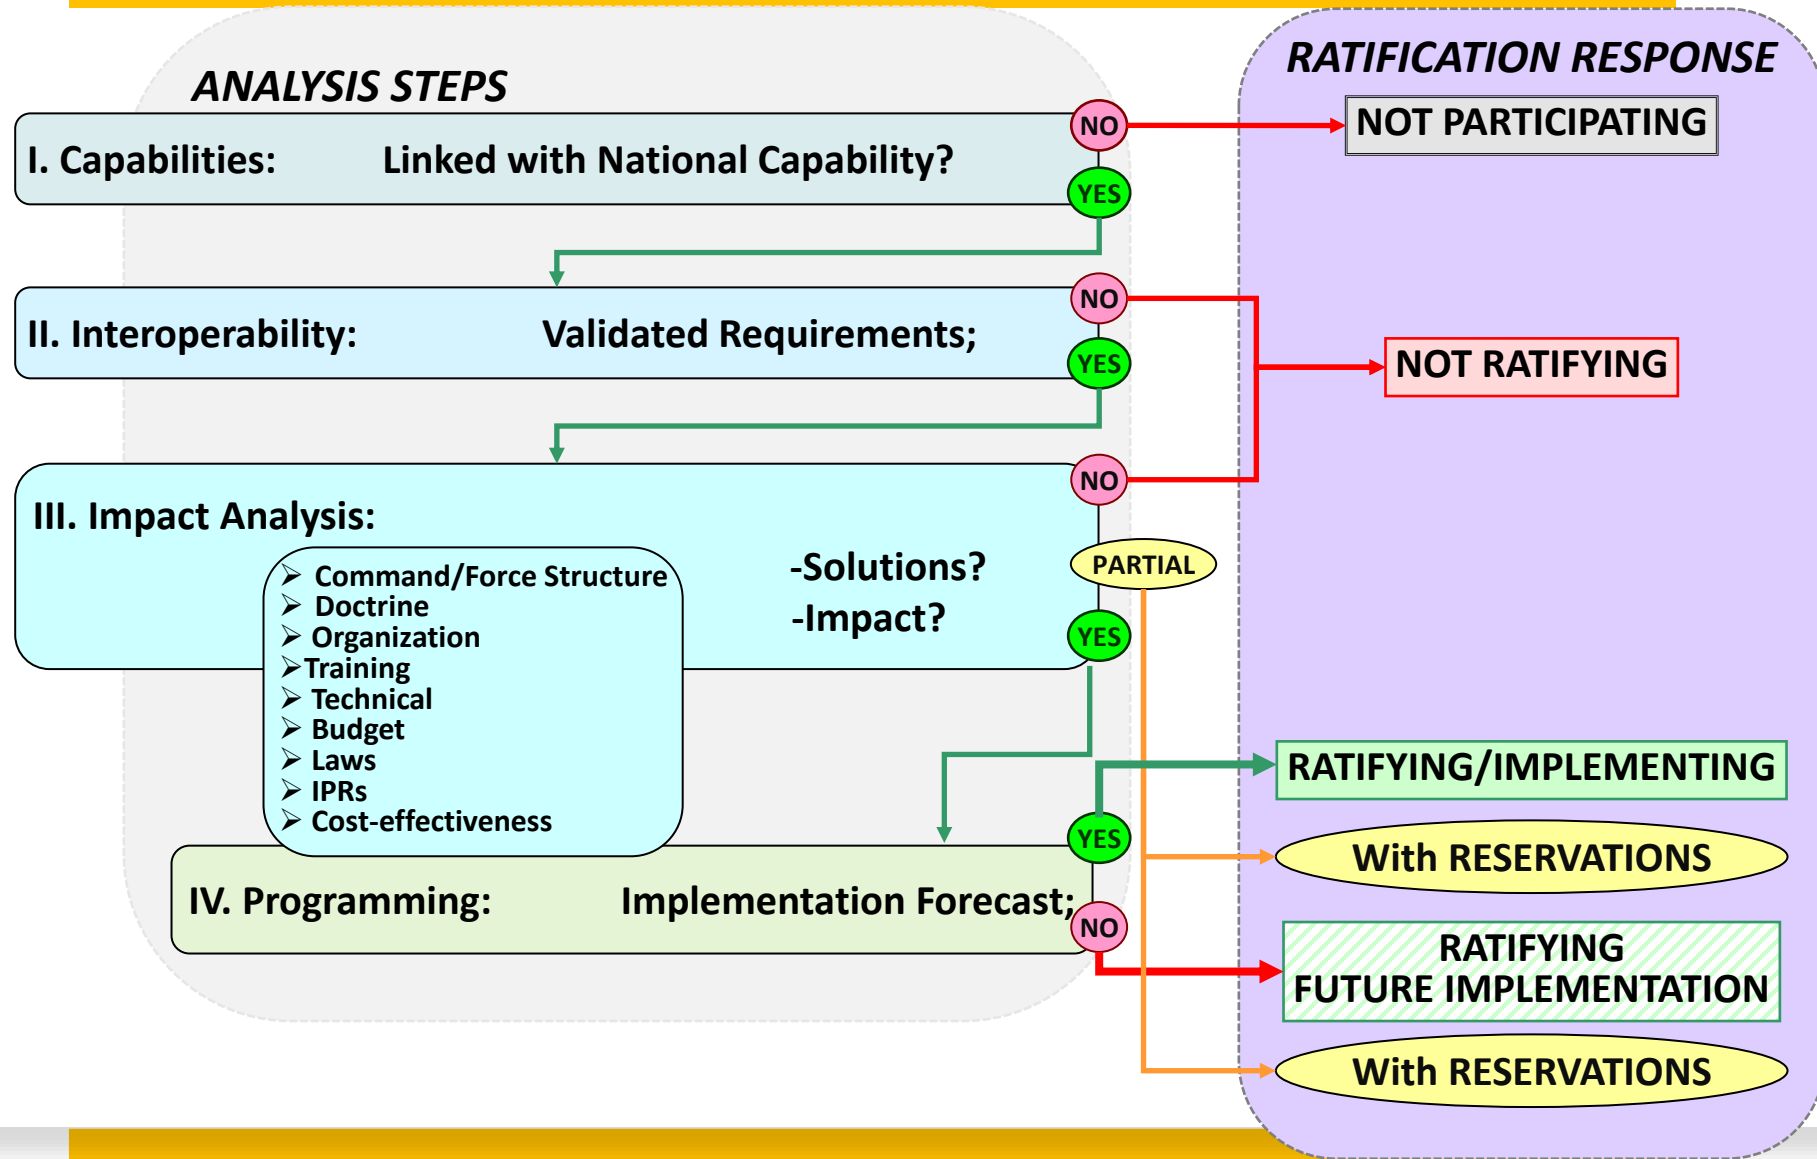 ANALYSIS STEPS
RATIFICATION RESPONSE
I. Capabilities: Linked with National Capability?
NO
YES
NOT PARTICIPATING
II. Interoperability: Validated Requirements;
NO
YES
NOT RATIFYING
III. Impact Analysis:
-Solutions?
-Impact?
NO
PARTIAL
YES
➢ Command/Force Structure
➢ Doctrine
➢ Organization
➢ Training
➢ Technical
➢ Budget
➢ Laws
➢ IPRs
➢ Cost-effectiveness
IV. Programming: Implementation Forecast;
YES
NO
RATIFYING/IMPLEMENTING
With RESERVATIONS
RATIFYING
FUTURE IMPLEMENTATION
With RESERVATIONS